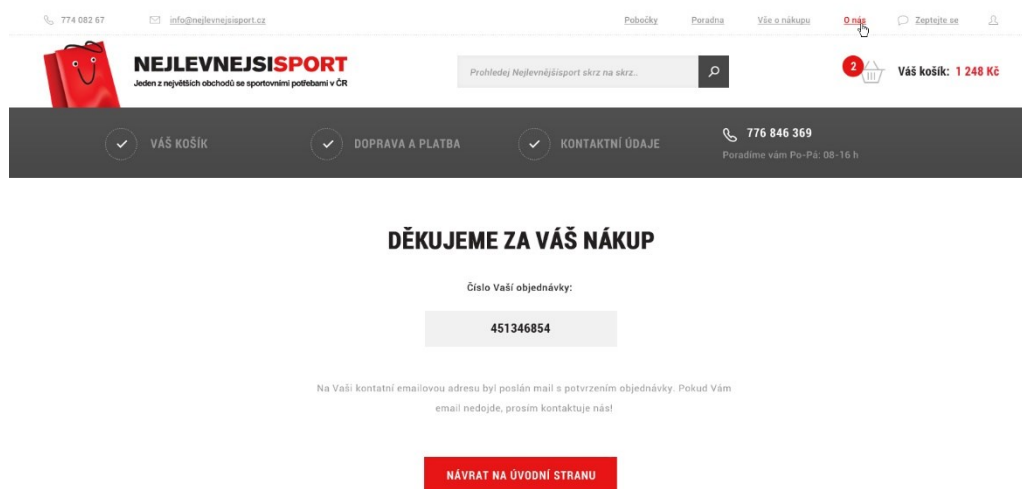 774 082 67
info@nejlevnejsisport.cz
Pobočky
Poradna
Vše o nákupu
O nás
Zeptejte se
NEJLEVNEJSISPORT
Jeden z největších obchodů se sportovními potřebami v ČR
Prohledej Nejlevnějšisport skrz na skrz..
2
Váš košík: 1 248 Kč
VÁŠ KOŠÍK
DOPRAVA A PLATBA
KONTAKTNÍ ÚDAJE
776 846 369
Poradíme vám Po-Pá: 08-16 h
DĚKUJEME ZA VÁŠ NÁKUP
Číslo Vaší objednávky:
451346854
Na Vaši kontatní emailovou adresu byl poslán mail s potvrzením objednávky. Pokud Vám
email nedojde, prosím kontaktuje nás!
NÁVRAT NA ÚVODNÍ STRANU